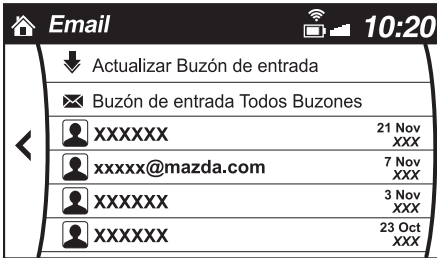 Email 10:20
Actualizar Buzón de entrada
Buzón de entrada Todos Buzones
XXXXXX 21 Nov
XXX
xxxxx@mazda.com 7 Nov
XXX
XXXXXX 3 Nov
XXX
XXXXXX 23 Oct
XXX